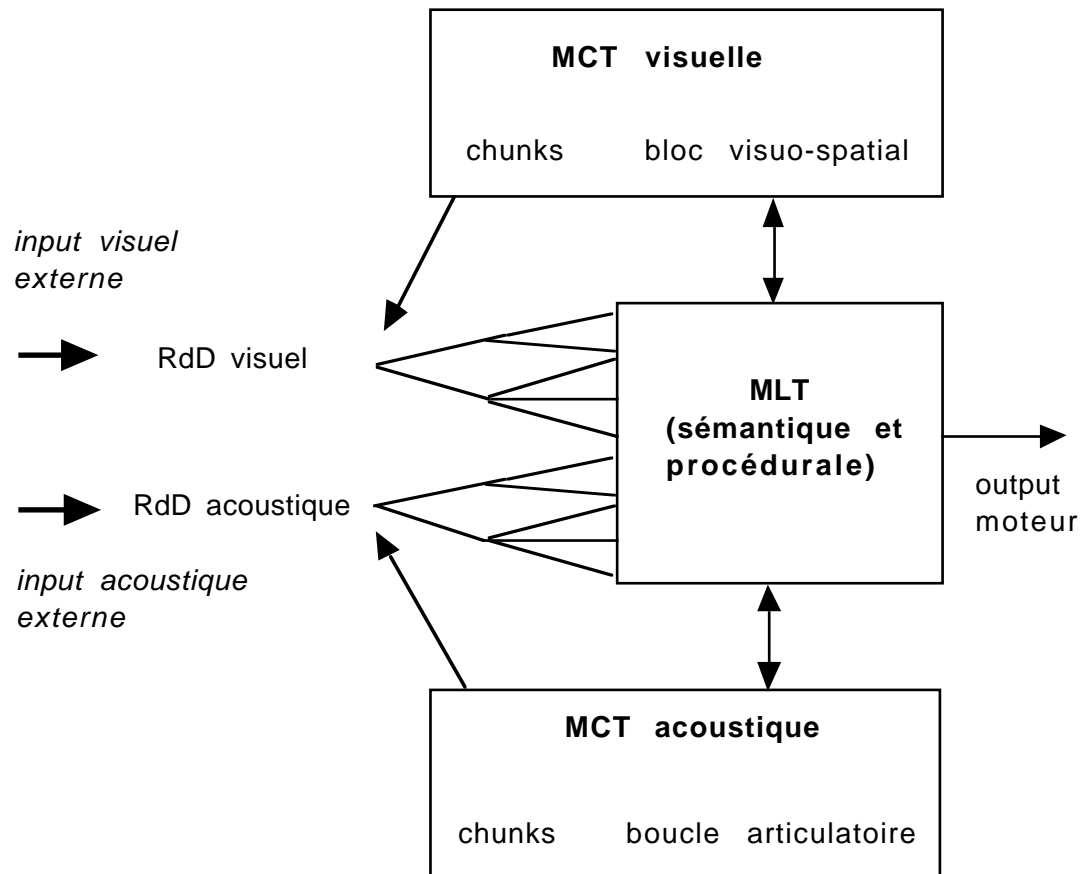 MCT visuelle
chunks bloc visuo-spatial
input visuel
externe
RdD visuel
MLT
(sémantique et
procédurale)
RdD acoustique
output
moteur
input acoustique
externe
MCT acoustique
chunks boucle articulatoire